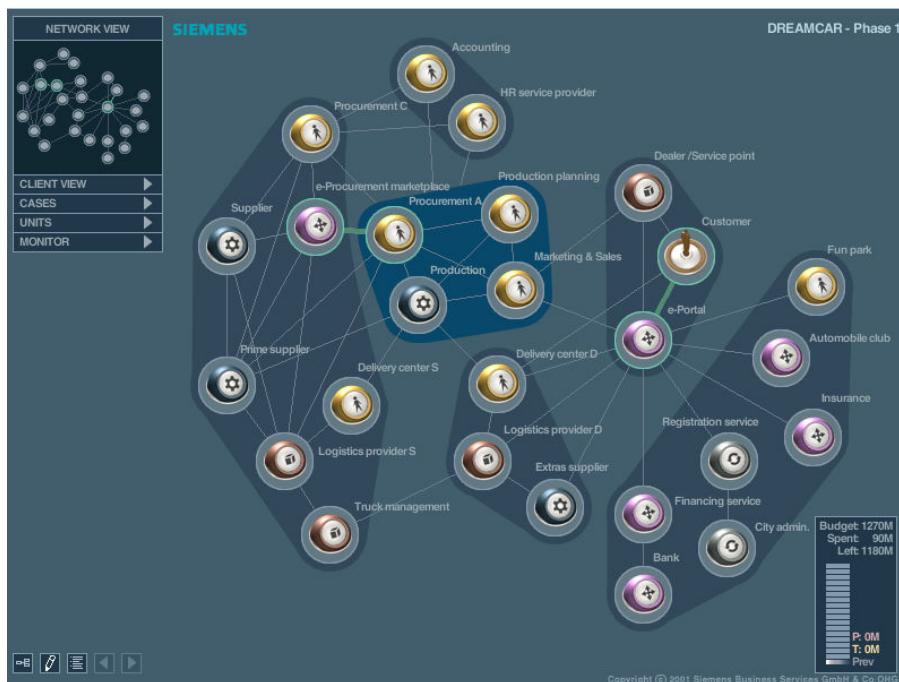 NETWORK VIEW
SIEMENS
DREAMCAR - Phase 1
Accounting
HR service provider
Procurement C
Dealer /Service point
Production planning
CLIENT VIEW
e-Procurement marketplace
CASES
Procurement A
Supplier
Customer
UNITS
MONITOR
Fun park
Marketing & Sales
Production
e-Portal
Automobile club
Prime supplier
Delivery center D
Delivery center S
Insurance
Registration service
Logistics provider D
Logistics provider S
Extras supplier
Financing service
Truck management
City admin.
Bank
Budget: 1270M
Spent: 90M
Left: 1180M
P: 0M
T: 0M
Prev
Copyright © 2001 Siemens Business Services GmbH & Co OHG